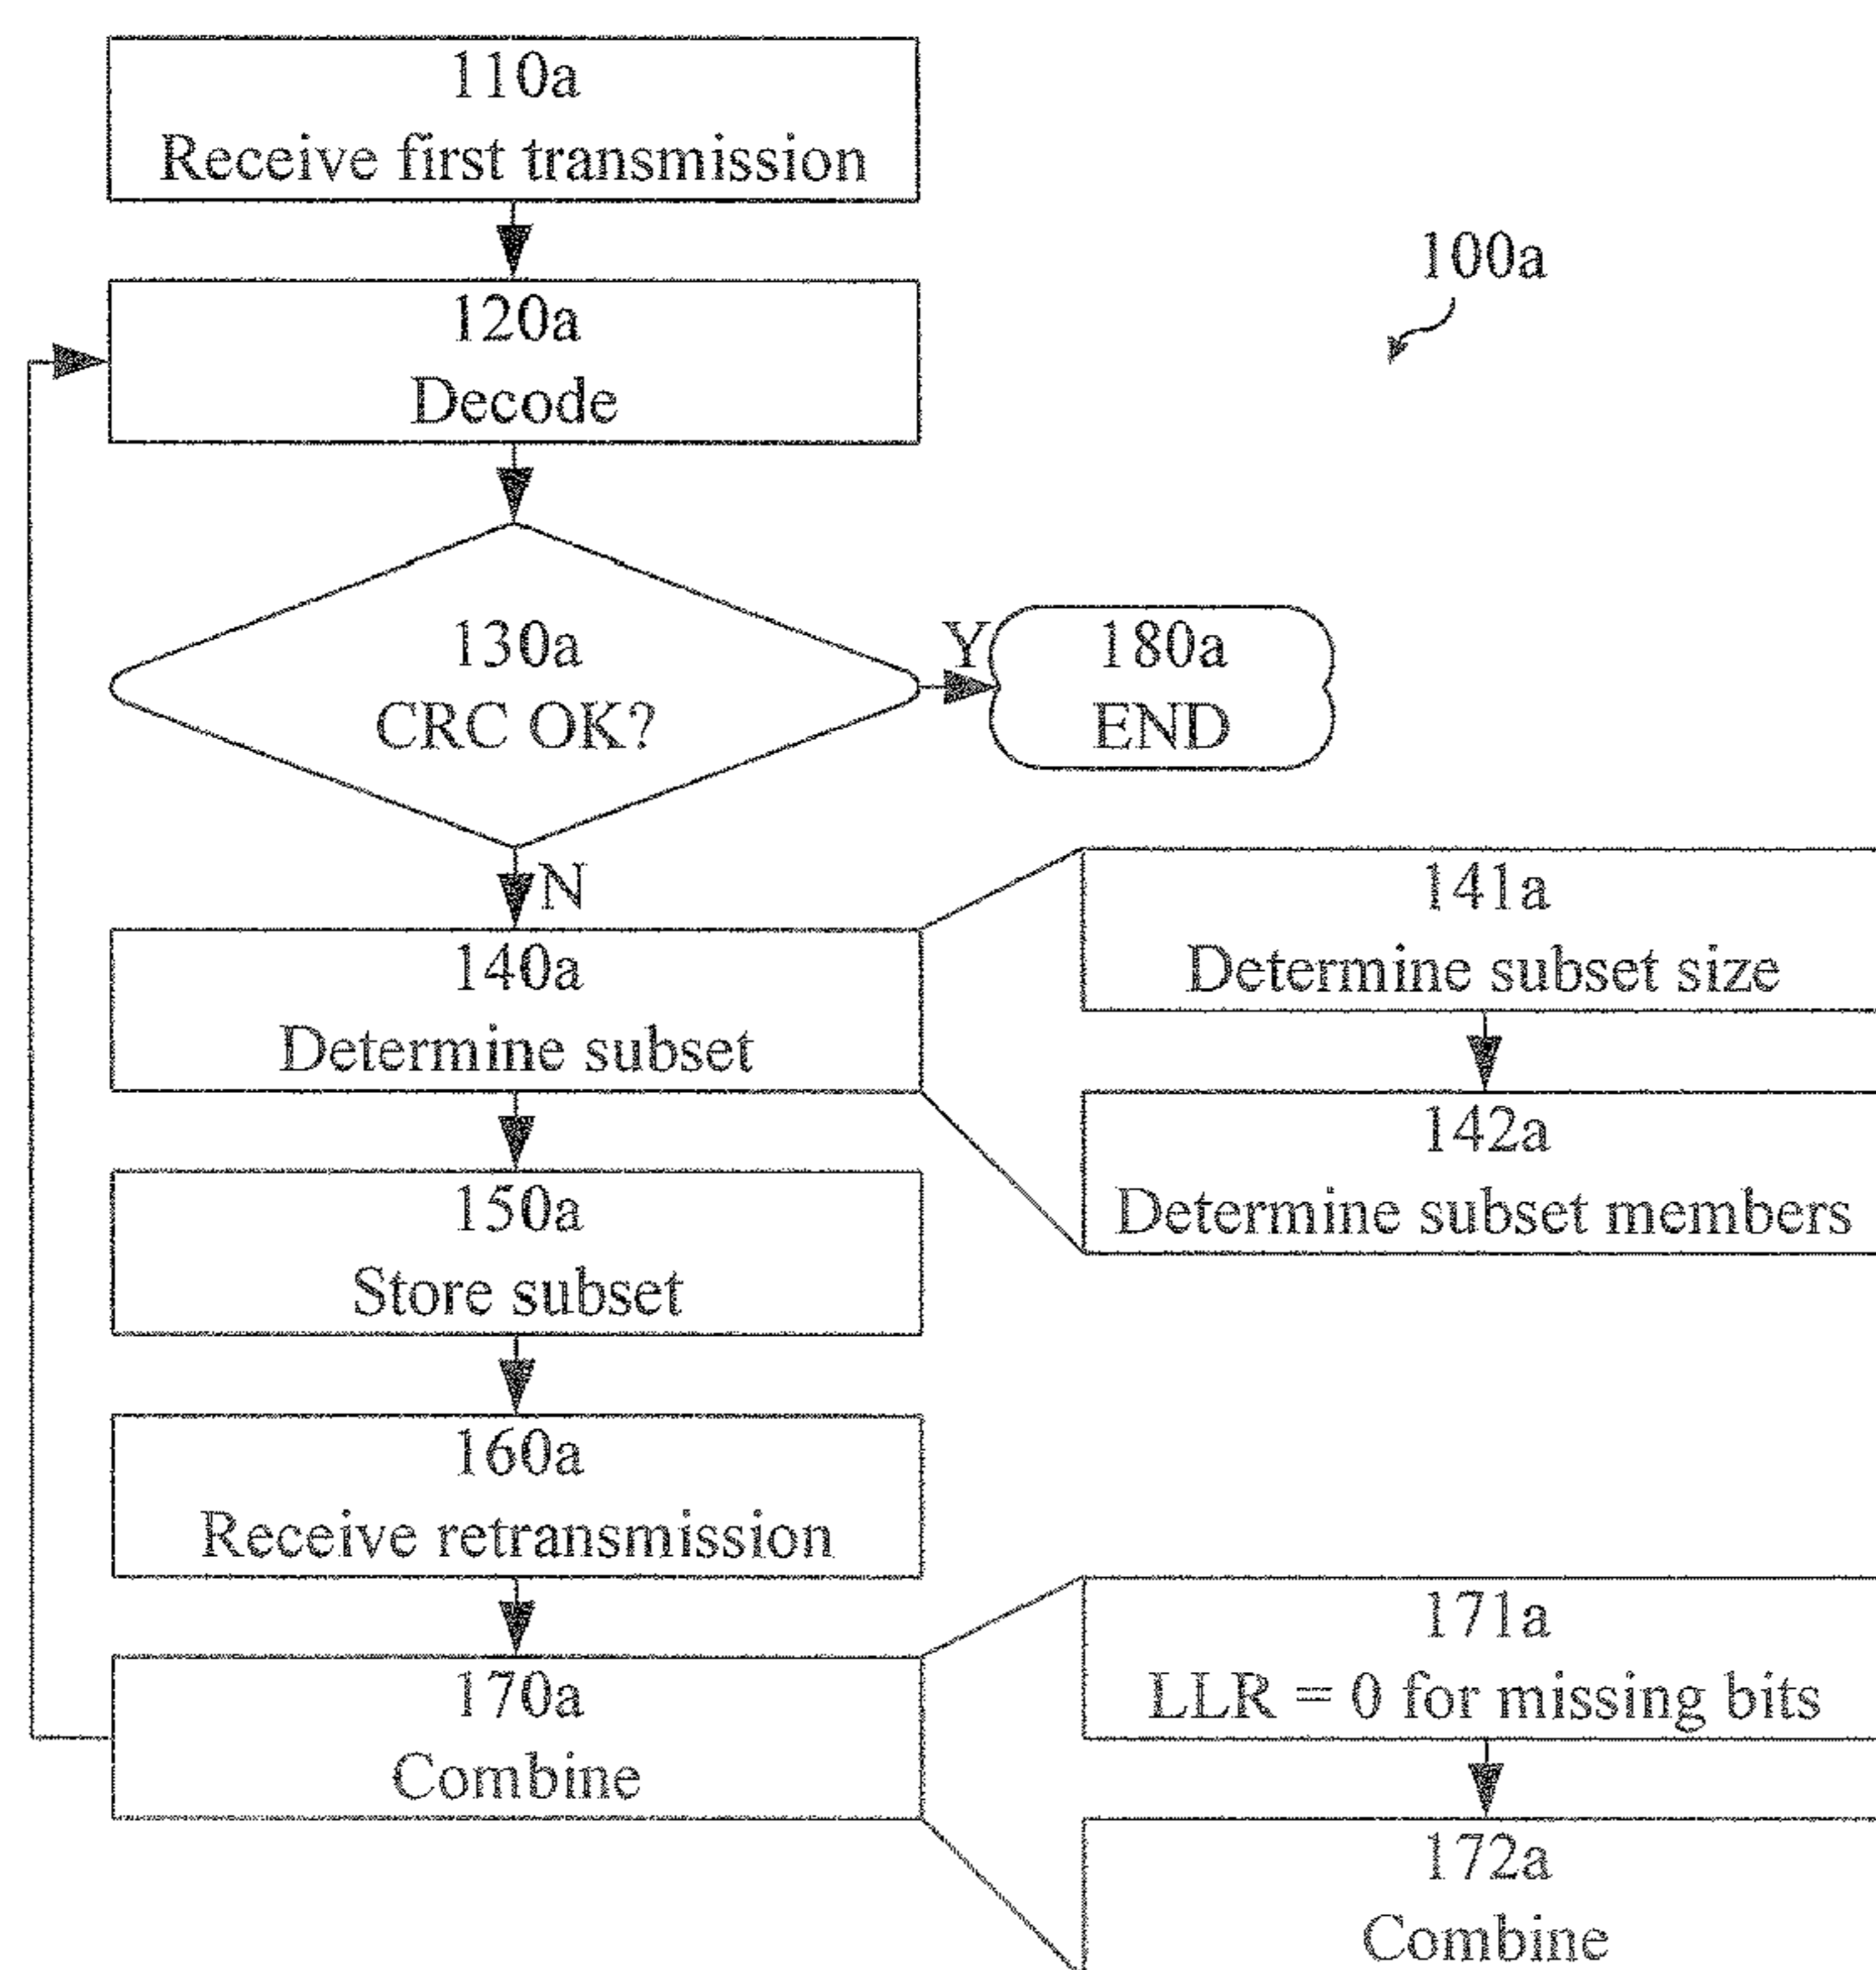 110a
Receive first transmission
100a
120a
Decode
130a
CRC OK?
Y
180a
END
N
140a
Determine subset
141a
Determine subset size
142a
Determine subset members
150a
Store subset
160a
Receive retransmission
170a
Combine
171a
LLR = 0 for missing bits
172a
Combine